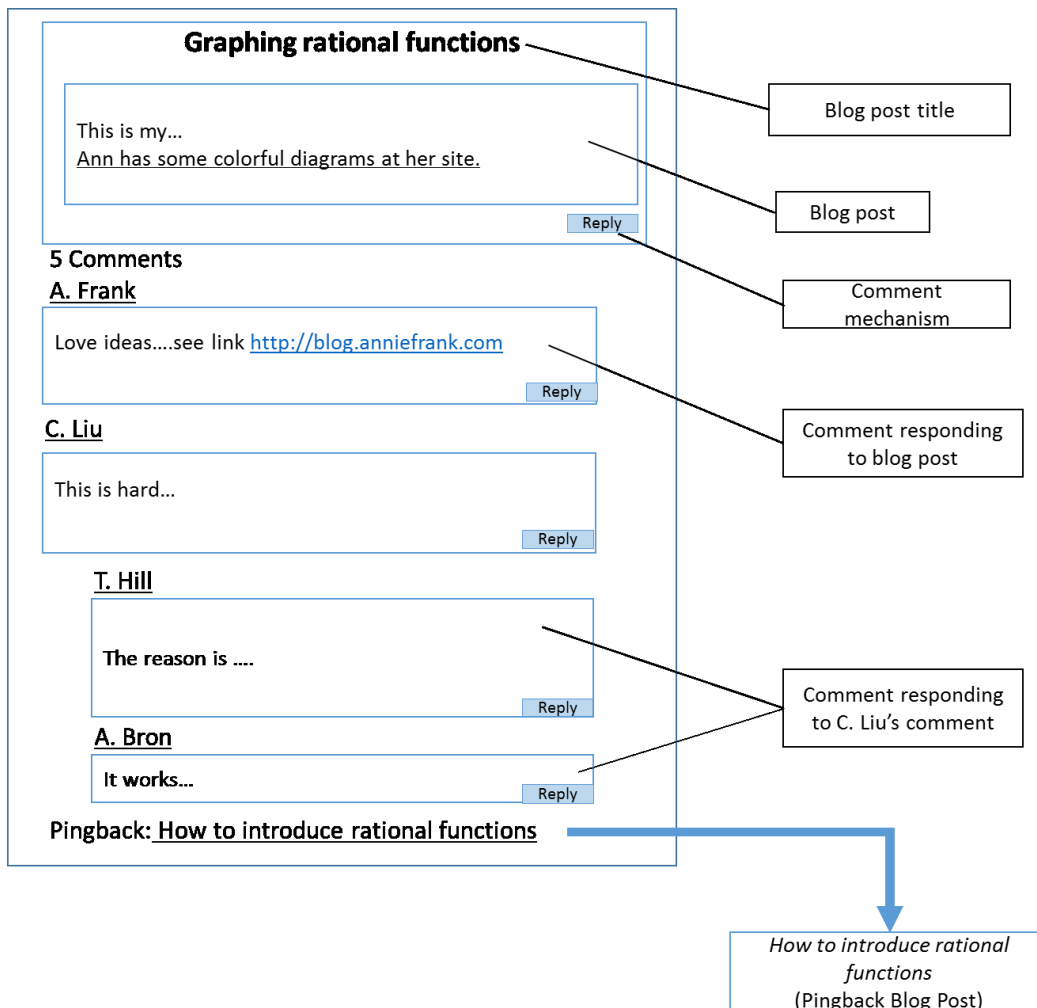 Graphing rational functions
Blog post title
This is my...
Ann has some colorful diagrams at her site.
Blog post
Reply
5 Comments
A. Frank
Comment
mechanism
Love ideas....see link http://blog.anniefrank.com
Reply
C. Liu
Comment responding
to blog post
This is hard...
Reply
T. Hill
The reason is ....
Reply
Comment responding
to C. Liu's comment
A. Bron
It works...
Reply
Pingback: How to introduce rational functions
How to introduce rational
functions
(Pingback Blog Post)